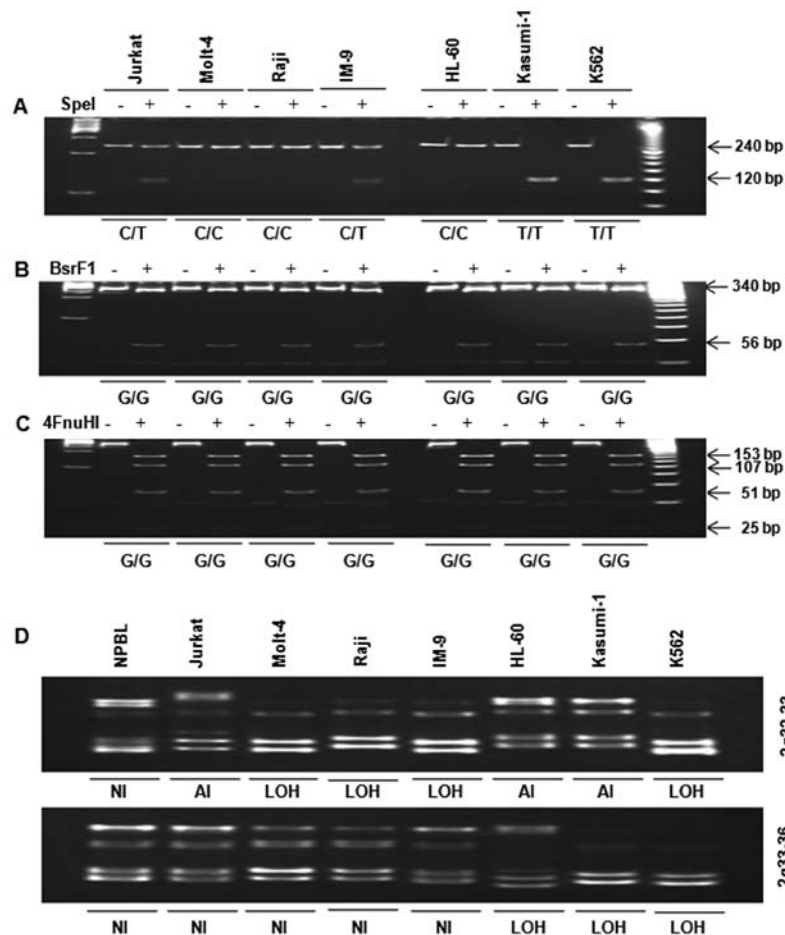 Jurkat Molt-4 Raji IM-9 HL-60 Kasumi-1 K562
A SpeI - + - + - + - + - + - + - +
240 bp
120 bp
C/T C/C C/C C/T C/C T/T T/T
B BsrF1 - + - + - + - + - + - + - +
340 bp
56 bp
G/G G/G G/G G/G G/G G/G G/G
C 4FnuHI - + - + - + - + - + - + - +
153 bp
107 bp
51 bp
25 bp
G/G G/G G/G G/G G/G G/G G/G
D NPBL Jurkat Molt-4 Raji IM-9 HL-60 Kasumi-1 K562
NI AI LOH LOH LOH AI AI LOH
2q33-36
NI NI NI NI NI LOH LOH LOH